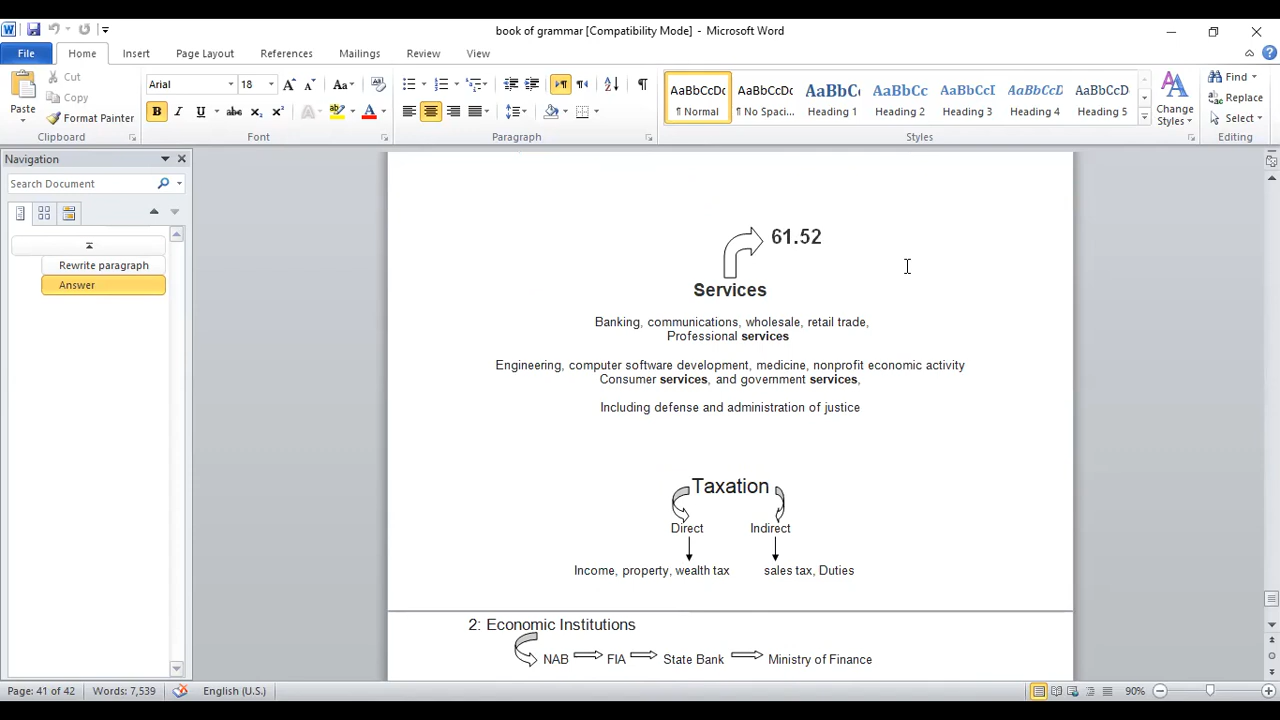 book of grammar [Compatibility Mode] - Microsoft Word
File Home Insert Page Layout References Mailings Review View
Paste
Cut
Copy
Format Painter
Clipboard
Arial 18
Font
Paragraph
AaBbCcDc AaBbCcDc AaBbCc AaBbCc AaBbCcI AaBbCcD AaBbCcD
¶ Normal ¶ No Spaci... Heading 1 Heading 2 Heading 3 Heading 4 Heading 5
Change Styles
Styles
Find
Replace
Select
Editing
Navigation
Search Document
Rewrite paragraph
Answer
61.52
Services
Banking, communications, wholesale, retail trade,
Professional services
Engineering, computer software development, medicine, nonprofit economic activity
Consumer services, and government services,
Including defense and administration of justice
Taxation
Direct Indirect
Income, property, wealth tax sales tax, Duties
2: Economic Institutions
NAB FIA State Bank Ministry of Finance
Page: 41 of 42 Words: 7,539 English (U.S.) 90%